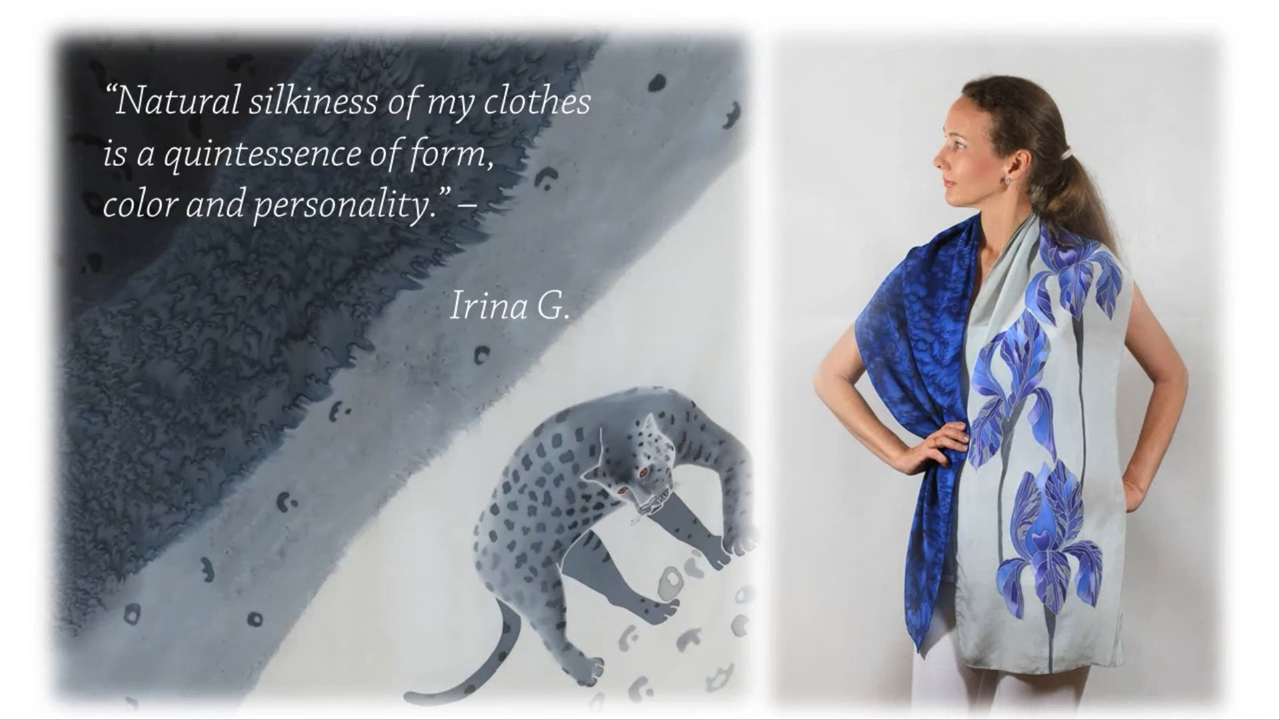 “Natural silkiness of my clothes
is a quintessence of form,
color and personality.” –
Irina G.